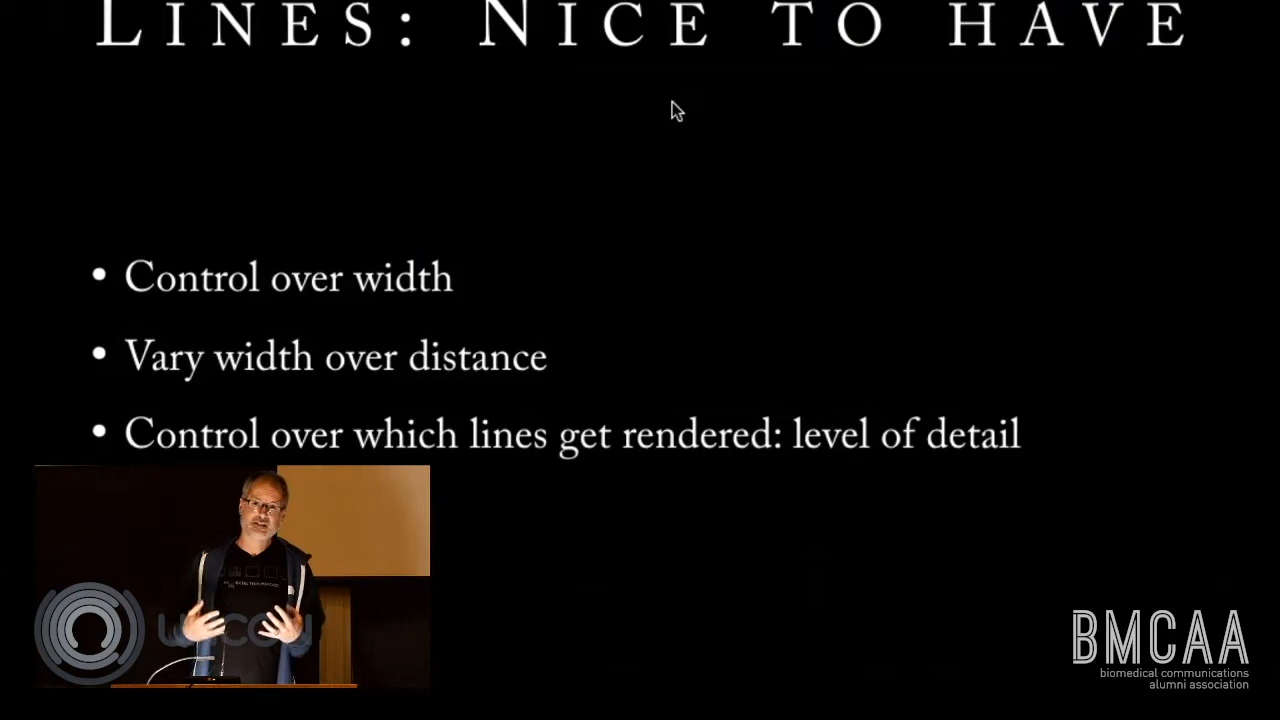 LINES: NICE TO HAVE
• Control over width
• Vary width over distance
• Control over which lines get rendered: level of detail
BMCAA
biomedical communications
alumni association